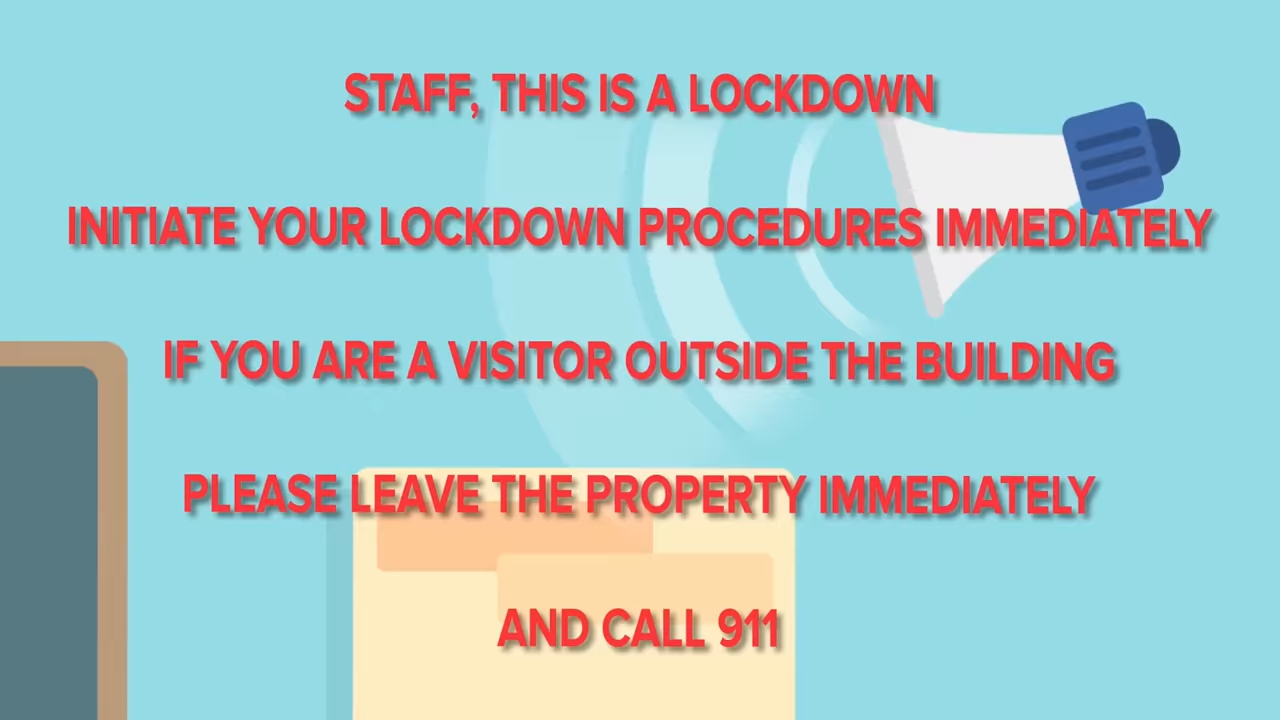 STAFF, THIS IS A LOCKDOWN
INITIATE YOUR LOCKDOWN PROCEDURES IMMEDIATELY
IF YOU ARE A VISITOR OUTSIDE THE BUILDING
PLEASE LEAVE THE PROPERTY IMMEDIATELY
AND CALL 911